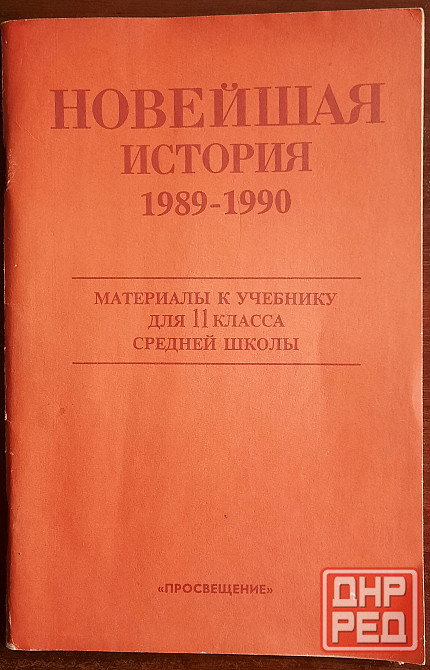 НОВЕЙШАЯ
ИСТОРИЯ
1989-1990
МАТЕРИАЛЫ К УЧЕБНИКУ
ДЛЯ 11 КЛАССА
СРЕДНЕЙ ШКОЛЫ
«ПРОСВЕЩЕНИЕ»
ДНР
РЕД